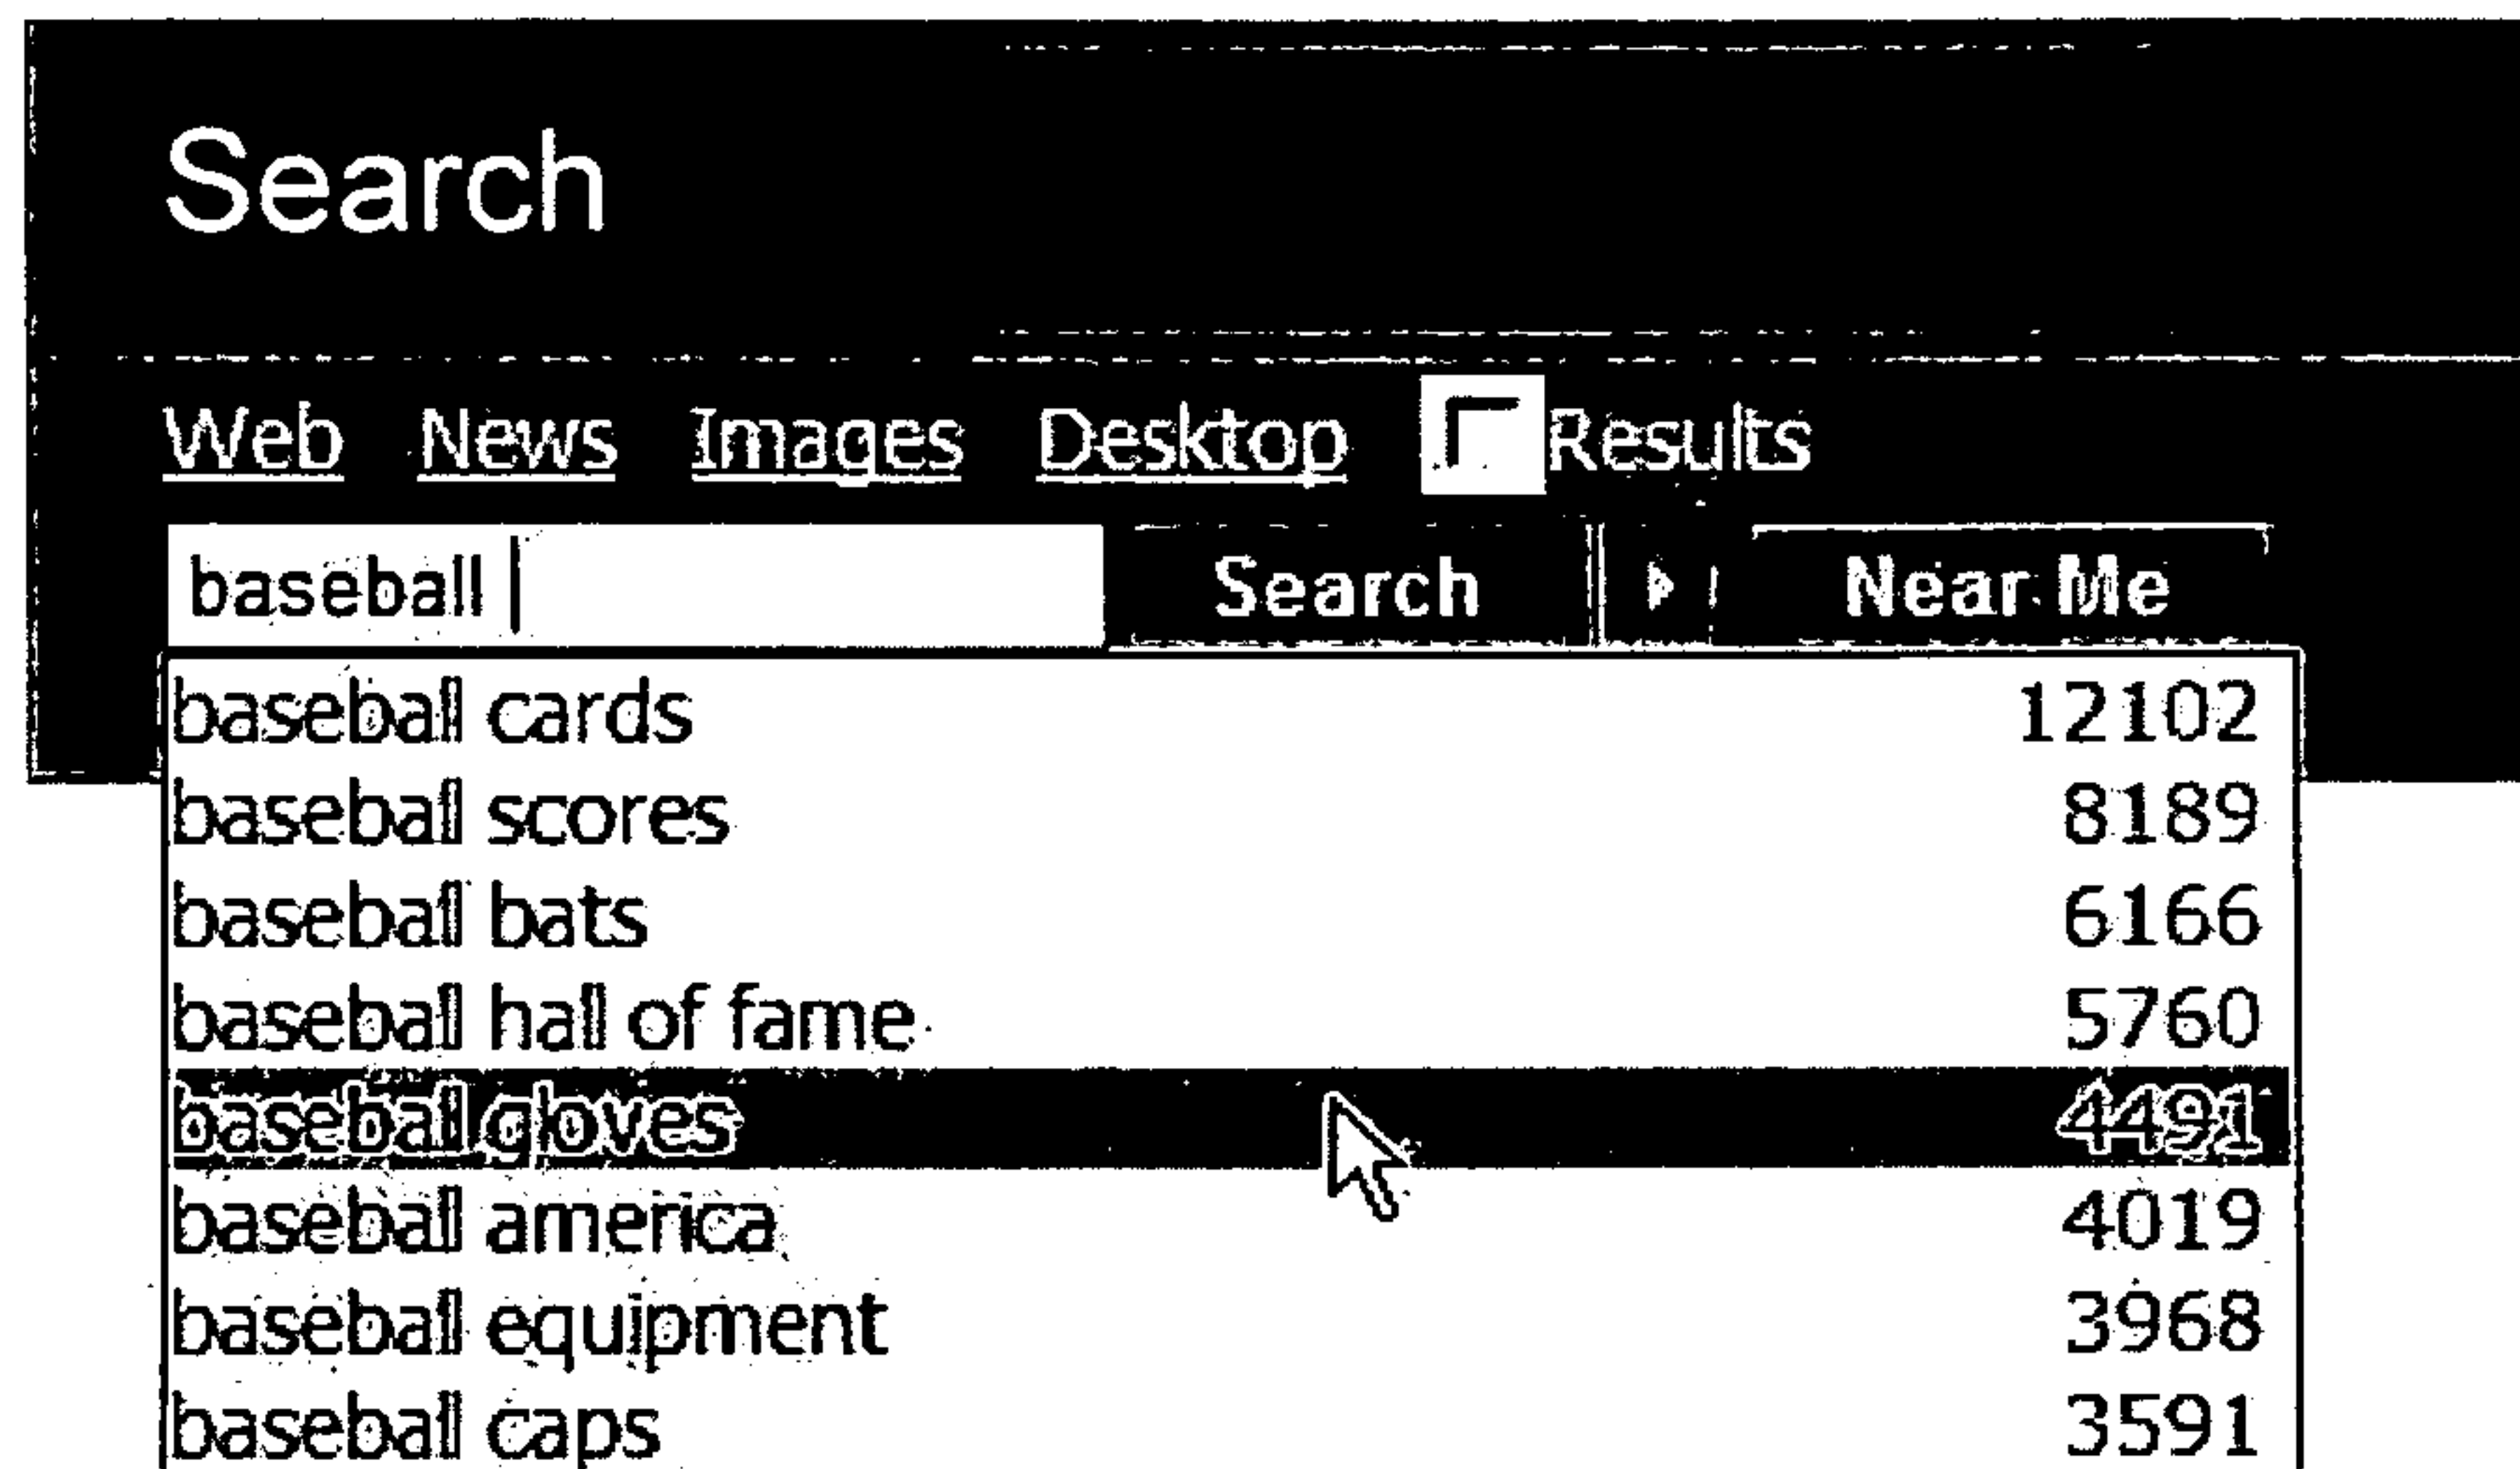 Search
Web News Images Desktop Results
baseball Search Near Me
baseball cards 12102
baseball scores 8189
baseball bats 6166
baseball hall of fame 5760
baseball gloves 4491
baseball america 4019
baseball equipment 3968
baseball caps 3591